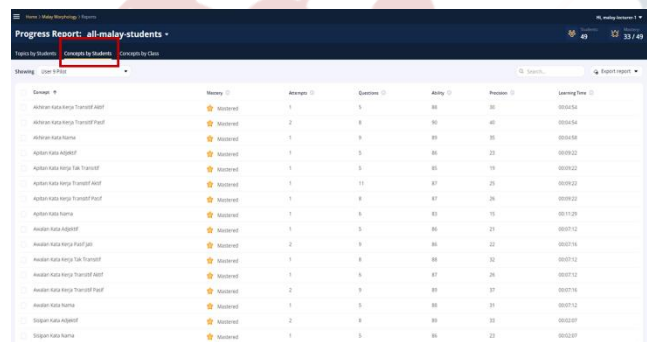 Home > Malay Morphology > Reports
Hi, malay-lecturer-1
Progress Report: all-malay-students
Students 49
Mastery 33 / 49
Topics by Students Concepts by Students Concepts by Class
Showing User 9 Pilot Search... Export report
Concept Mastery Attempts Questions Ability Precision Learning Time
Akhiran Kata Kerja Transitif Aktif Mastered 1 5 88 30 00:04:54
Akhiran Kata Kerja Transitif Pasif Mastered 2 8 90 40 00:04:54
Akhiran Kata Nama Mastered 1 9 89 35 00:04:58
Apitan Kata Adjektif Mastered 1 5 86 23 00:09:22
Apitan Kata Kerja Tak Transitif Mastered 1 5 85 19 00:09:22
Apitan Kata Kerja Transitif Aktif Mastered 1 11 87 25 00:09:22
Apitan Kata Kerja Transitif Pasif Mastered 1 8 87 26 00:09:22
Apitan Kata Nama Mastered 1 6 83 15 00:11:29
Awalan Kata Adjektif Mastered 1 5 86 21 00:07:12
Awalan Kata Kerja Pasif Jati Mastered 2 9 86 22 00:07:16
Awalan Kata Kerja Tak Transitif Mastered 1 8 88 32 00:07:12
Awalan Kata Kerja Transitif Aktif Mastered 1 6 87 26 00:07:12
Awalan Kata Kerja Transitif Pasif Mastered 2 9 89 37 00:07:16
Awalan Kata Nama Mastered 1 5 88 31 00:07:12
Sisipan Kata Adjektif Mastered 2 8 89 33 00:02:07
Sisipan Kata Nama Mastered 1 5 86 23 00:02:07